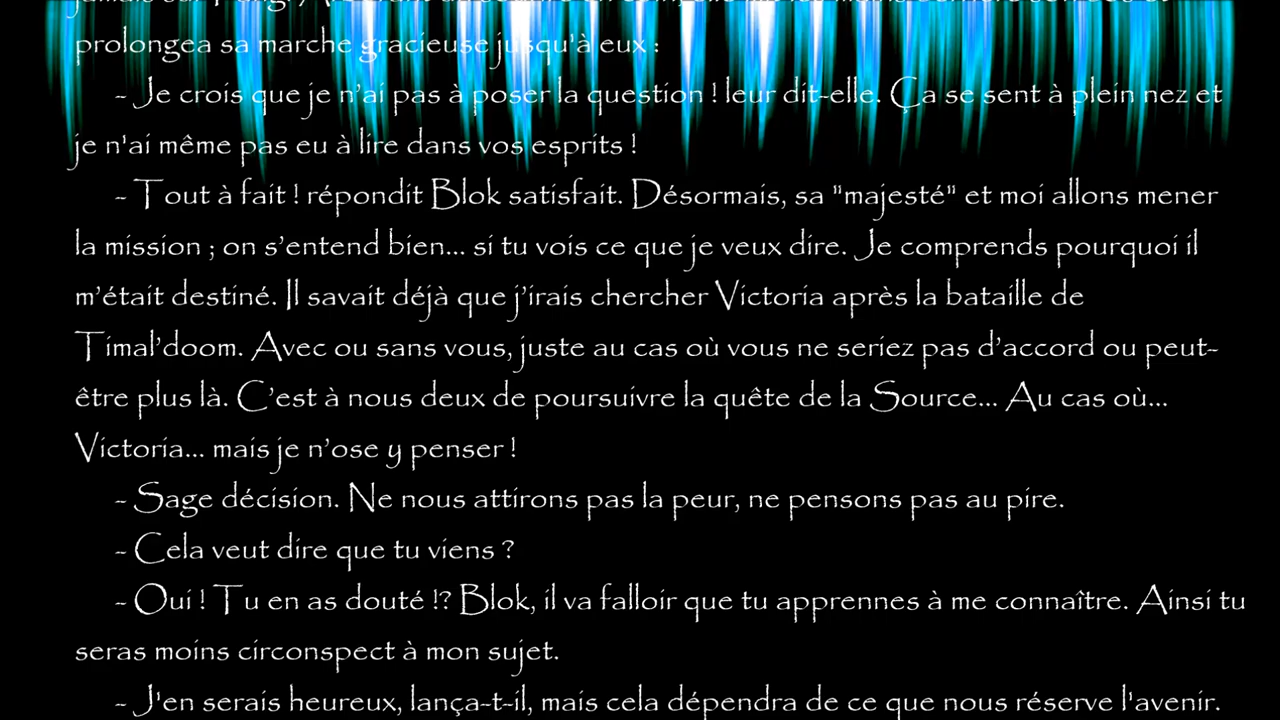 prolongea sa marche gracieuse jusqu'à eux :
- Je crois que je n’ai pas à poser la question ! leur dit-elle. Ça se sent à plein nez et
je n'ai même pas eu à lire dans vos esprits !
- Tout à fait ! répondit Blok satisfait. Désormais, sa "majesté" et moi allons mener
la mission ; on s’entend bien... si tu vois ce que je veux dire. Je comprends pourquoi il
m’était destiné. Il savait déjà que j’irais chercher Victoria après la bataille de
Timal’doom. Avec ou sans vous, juste au cas où vous ne seriez pas d’accord ou peut-
être plus là. C’est à nous deux de poursuivre la quête de la Source... Au cas où...
Victoria... mais je n’ose y penser !
- Sage décision. Ne nous attirons pas la peur, ne pensons pas au pire.
- Cela veut dire que tu viens ?
- Oui ! Tu en as douté !? Blok, il va falloir que tu apprennes à me connaître. Ainsi tu
seras moins circonspect à mon sujet.
- J'en serais heureux, lança-t-il, mais cela dépendra de ce que nous réserve l'avenir.